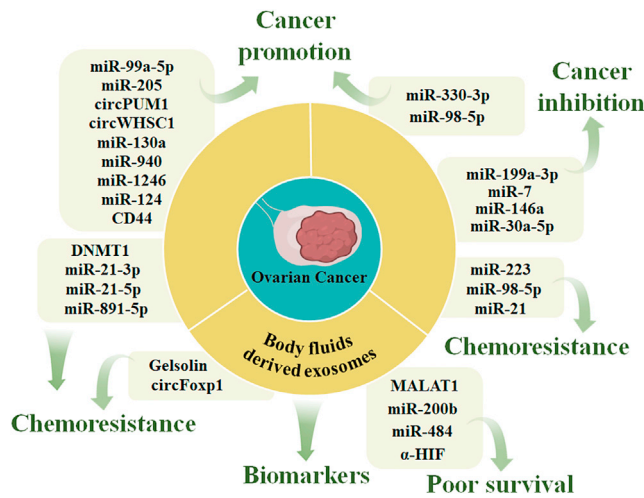 Cancer
promotion
miR-99a-5p
miR-205
circPUM1
circWHSC1
miR-130a
miR-940
miR-1246
miR-124
CD44
miR-330-3p
miR-98-5p
Cancer
inhibition
miR-199a-3p
miR-7
miR-146a
miR-30a-5p
DNMT1
miR-21-3p
miR-21-5p
miR-891-5p
Ovarian Cancer
miR-223
miR-98-5p
miR-21
Chemoresistance
Body fluids
derived exosomes
Gelsolin
circFoxp1
Chemoresistance
MALAT1
miR-200b
miR-484
α-HIF
Biomarkers
Poor survival